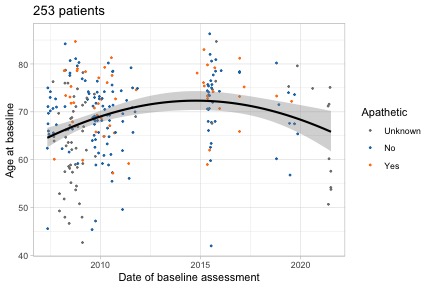 253 patients
Age at baseline
80
70
60
50
40
2010
2015
2020
Date of baseline assessment
Apathetic
Unknown
No
Yes